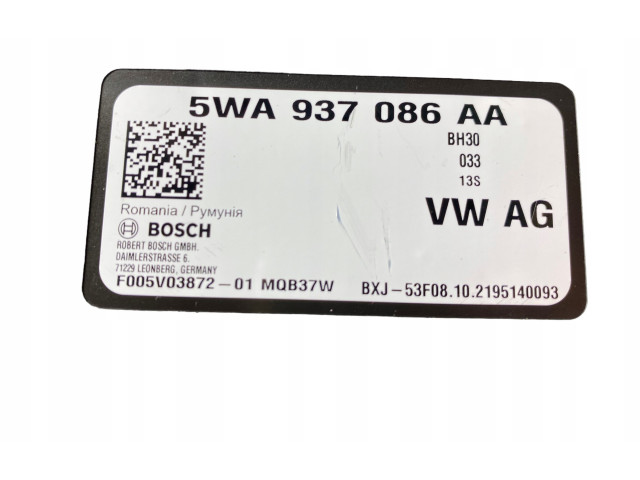 5WA 937 086 AA
BH30
033
13S
VW AG
Romania / Румунія
BOSCH
ROBERT BOSCH GMBH.
DAIMLERSTRASSE 6.
71229 LEONBERG, GERMANY
F005V03872-01 MQB37W
BXJ-53F08.10.2195140093